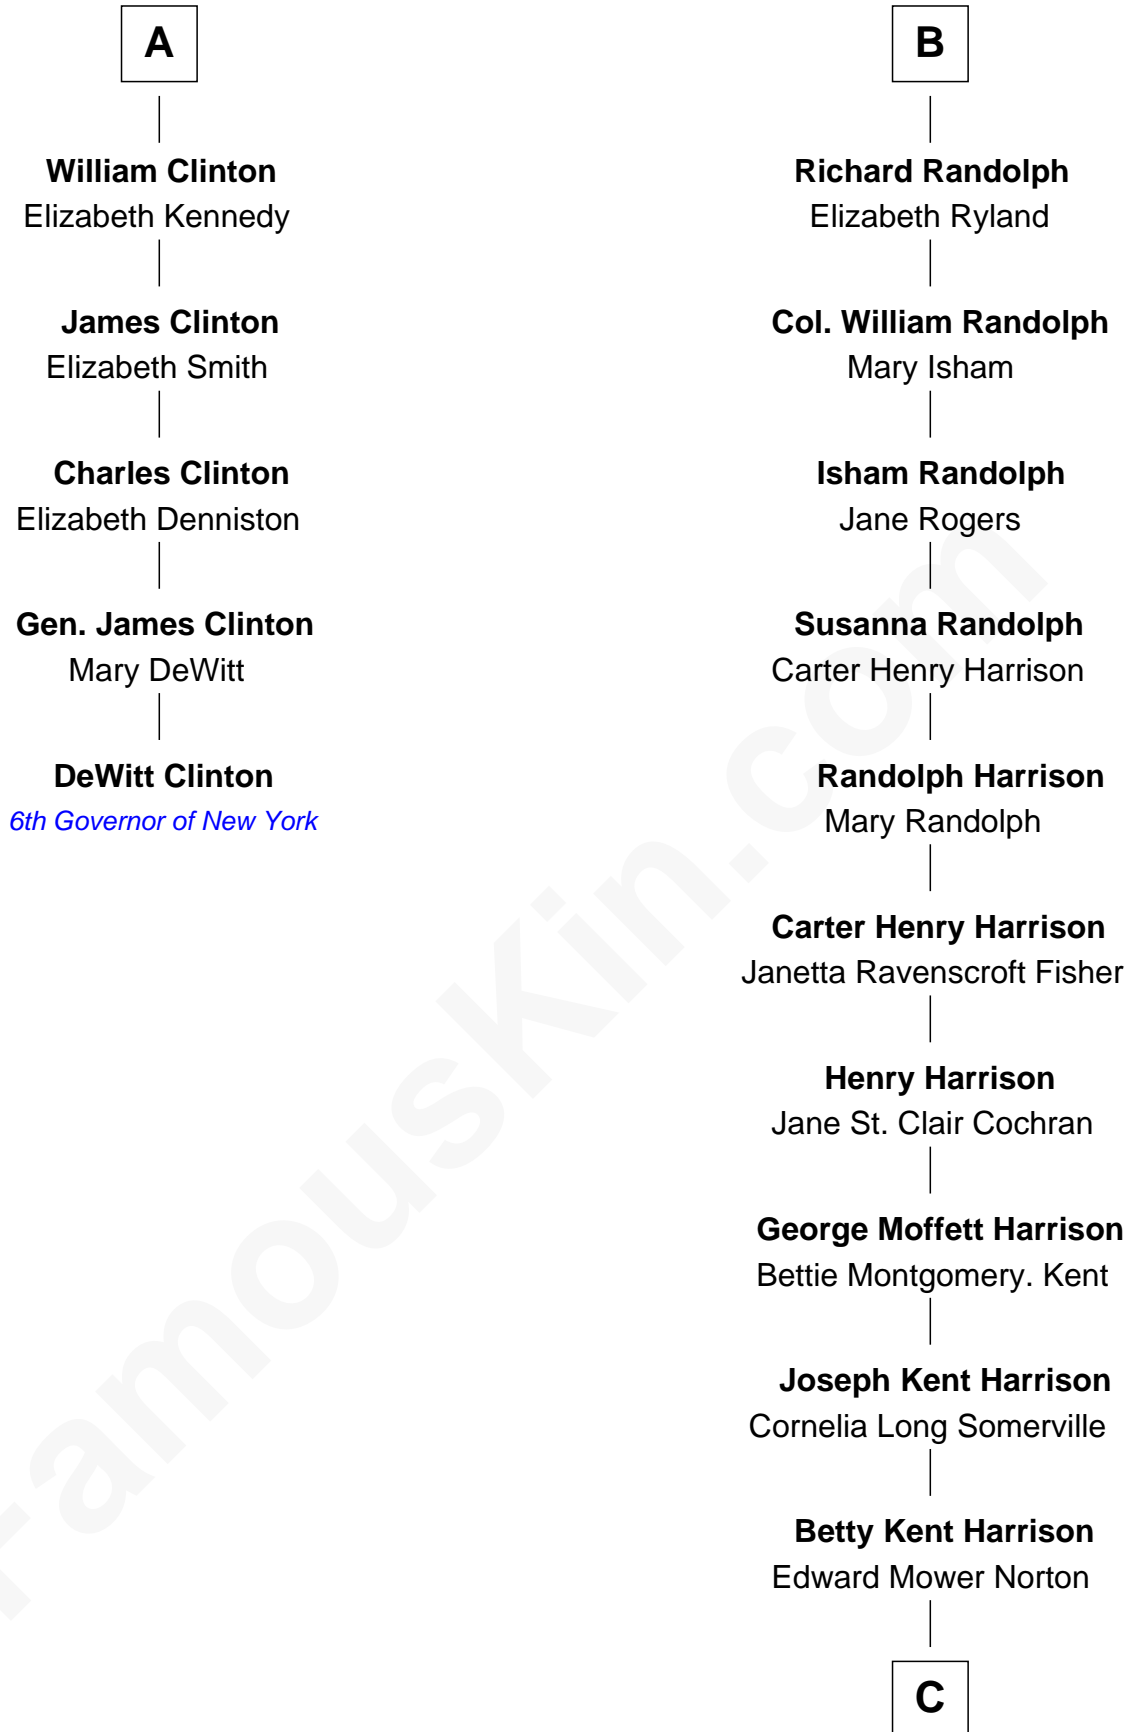 A
William Clinton
Elizabeth Kennedy
James Clinton
Elizabeth Smith
Charles Clinton
Elizabeth Denniston
Gen. James Clinton
Mary DeWitt
DeWitt Clinton
6th Governor of New York
B
Richard Randolph
Elizabeth Ryland
Col. William Randolph
Mary Isham
Isham Randolph
Jane Rogers
Susanna Randolph
Carter Henry Harrison
Randolph Harrison
Mary Randolph
Carter Henry Harrison
Janetta Ravenscroft Fisher
Henry Harrison
Jane St. Clair Cochran
George Moffett Harrison
Bettie Montgomery. Kent
Joseph Kent Harrison
Cornelia Long Somerville
Betty Kent Harrison
Edward Mower Norton
C
FamousKin.com